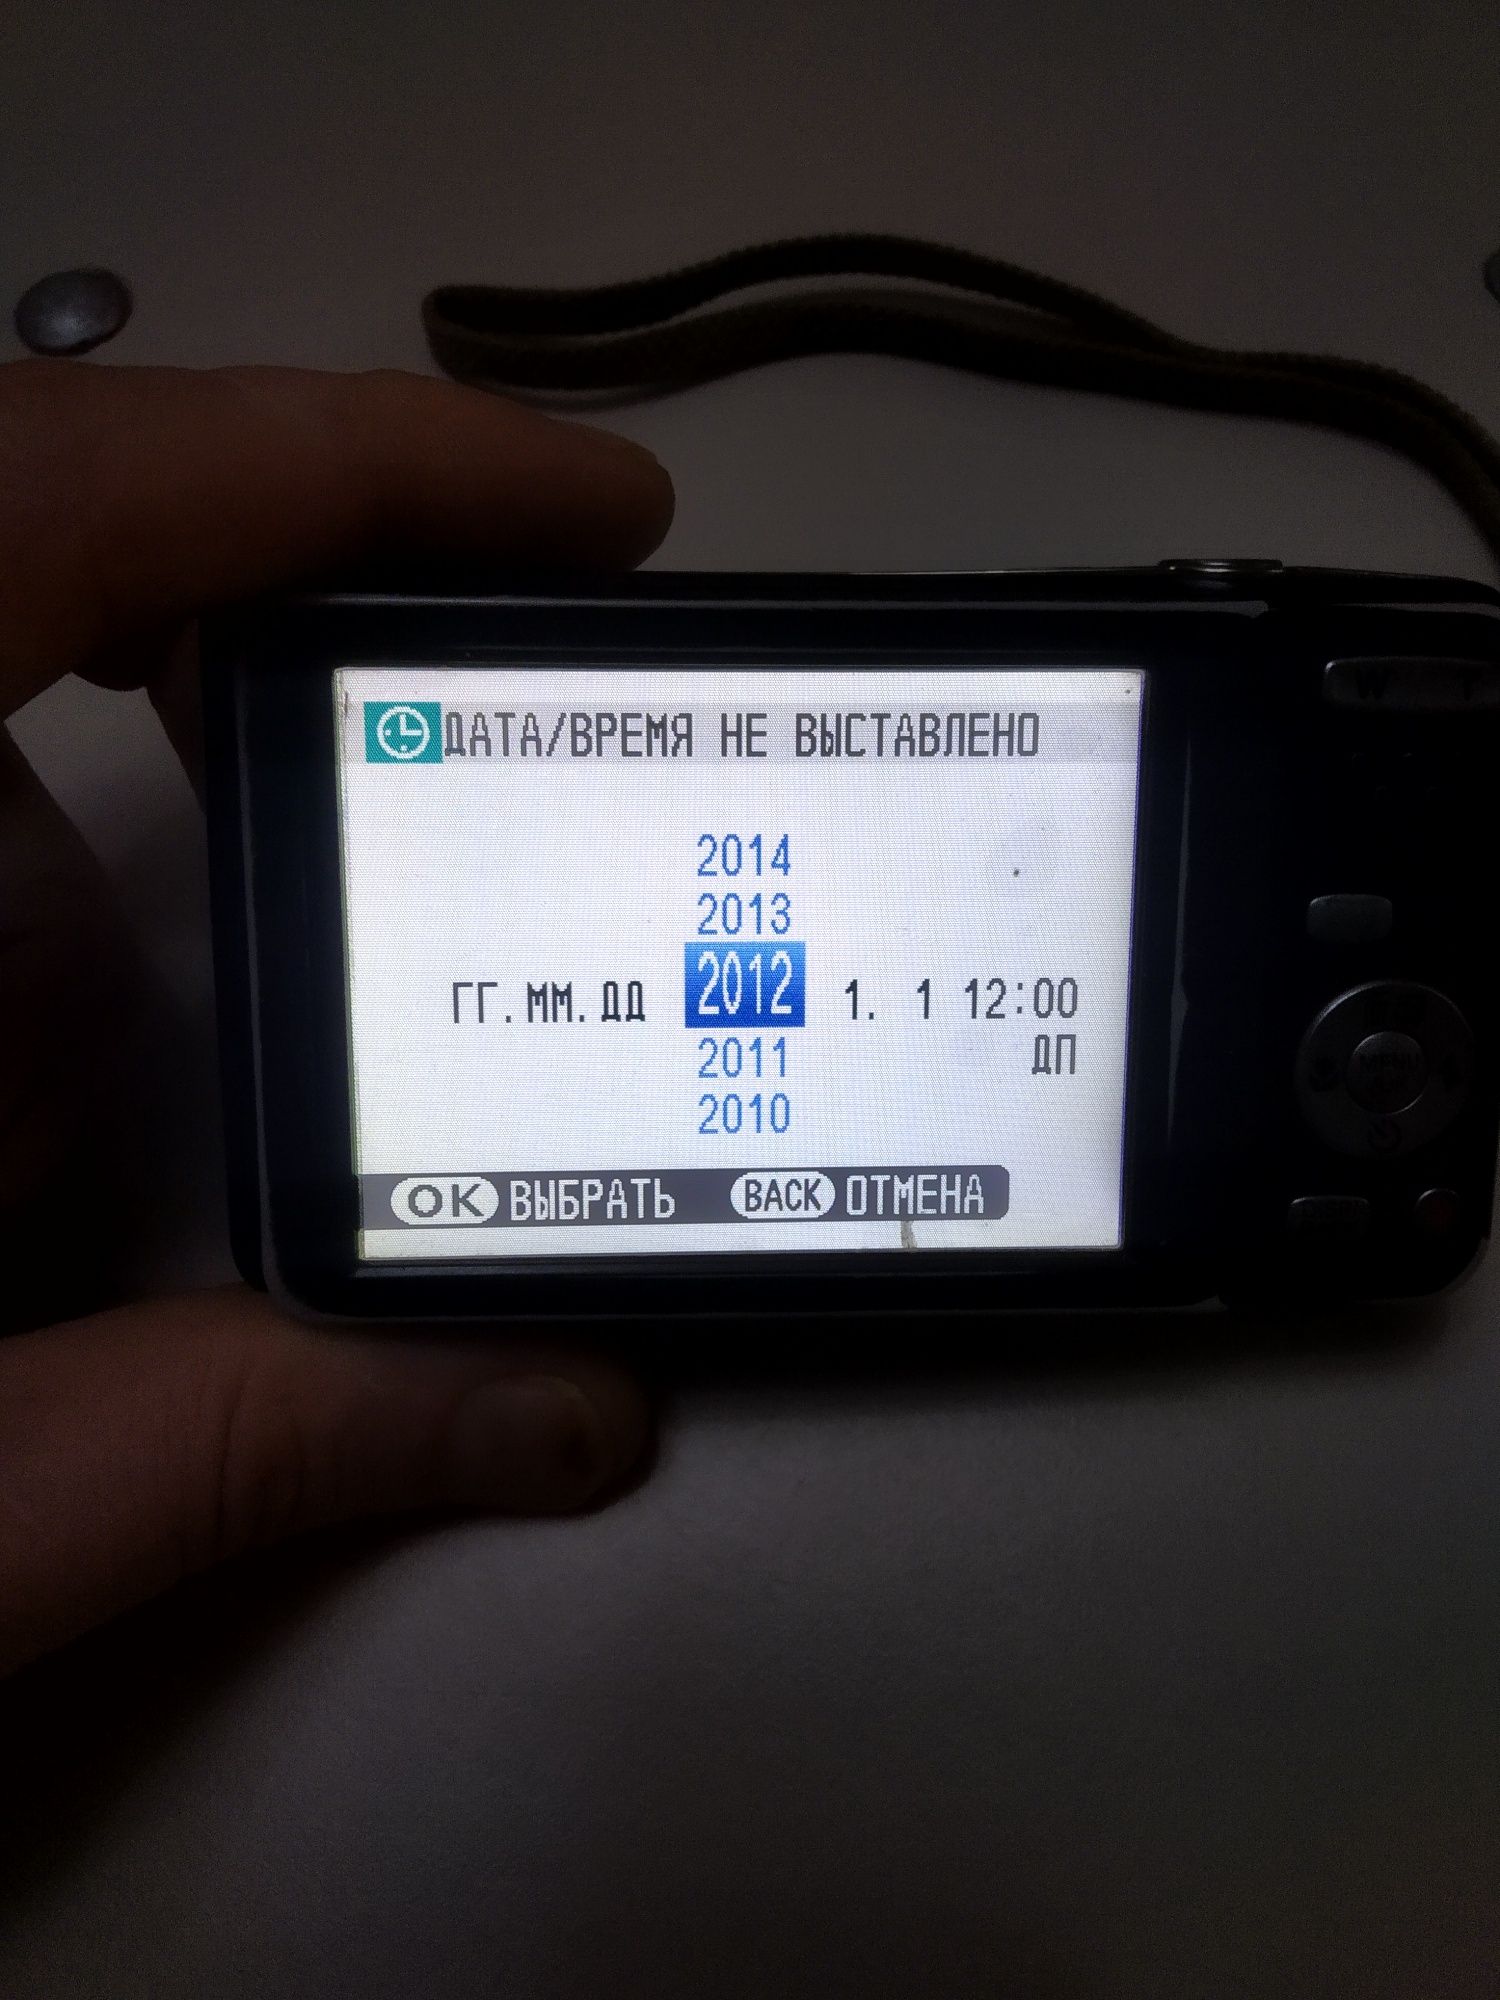 ДАТА/ВРЕМЯ НЕ ВЫСТАВЛЕНО
2014
2013
ГГ.ММ.ДД 2012 1. 1 12:00
2011 ДП
2010
OK ВЫБРАТЬ BACK ОТМЕНА
W T
MENU